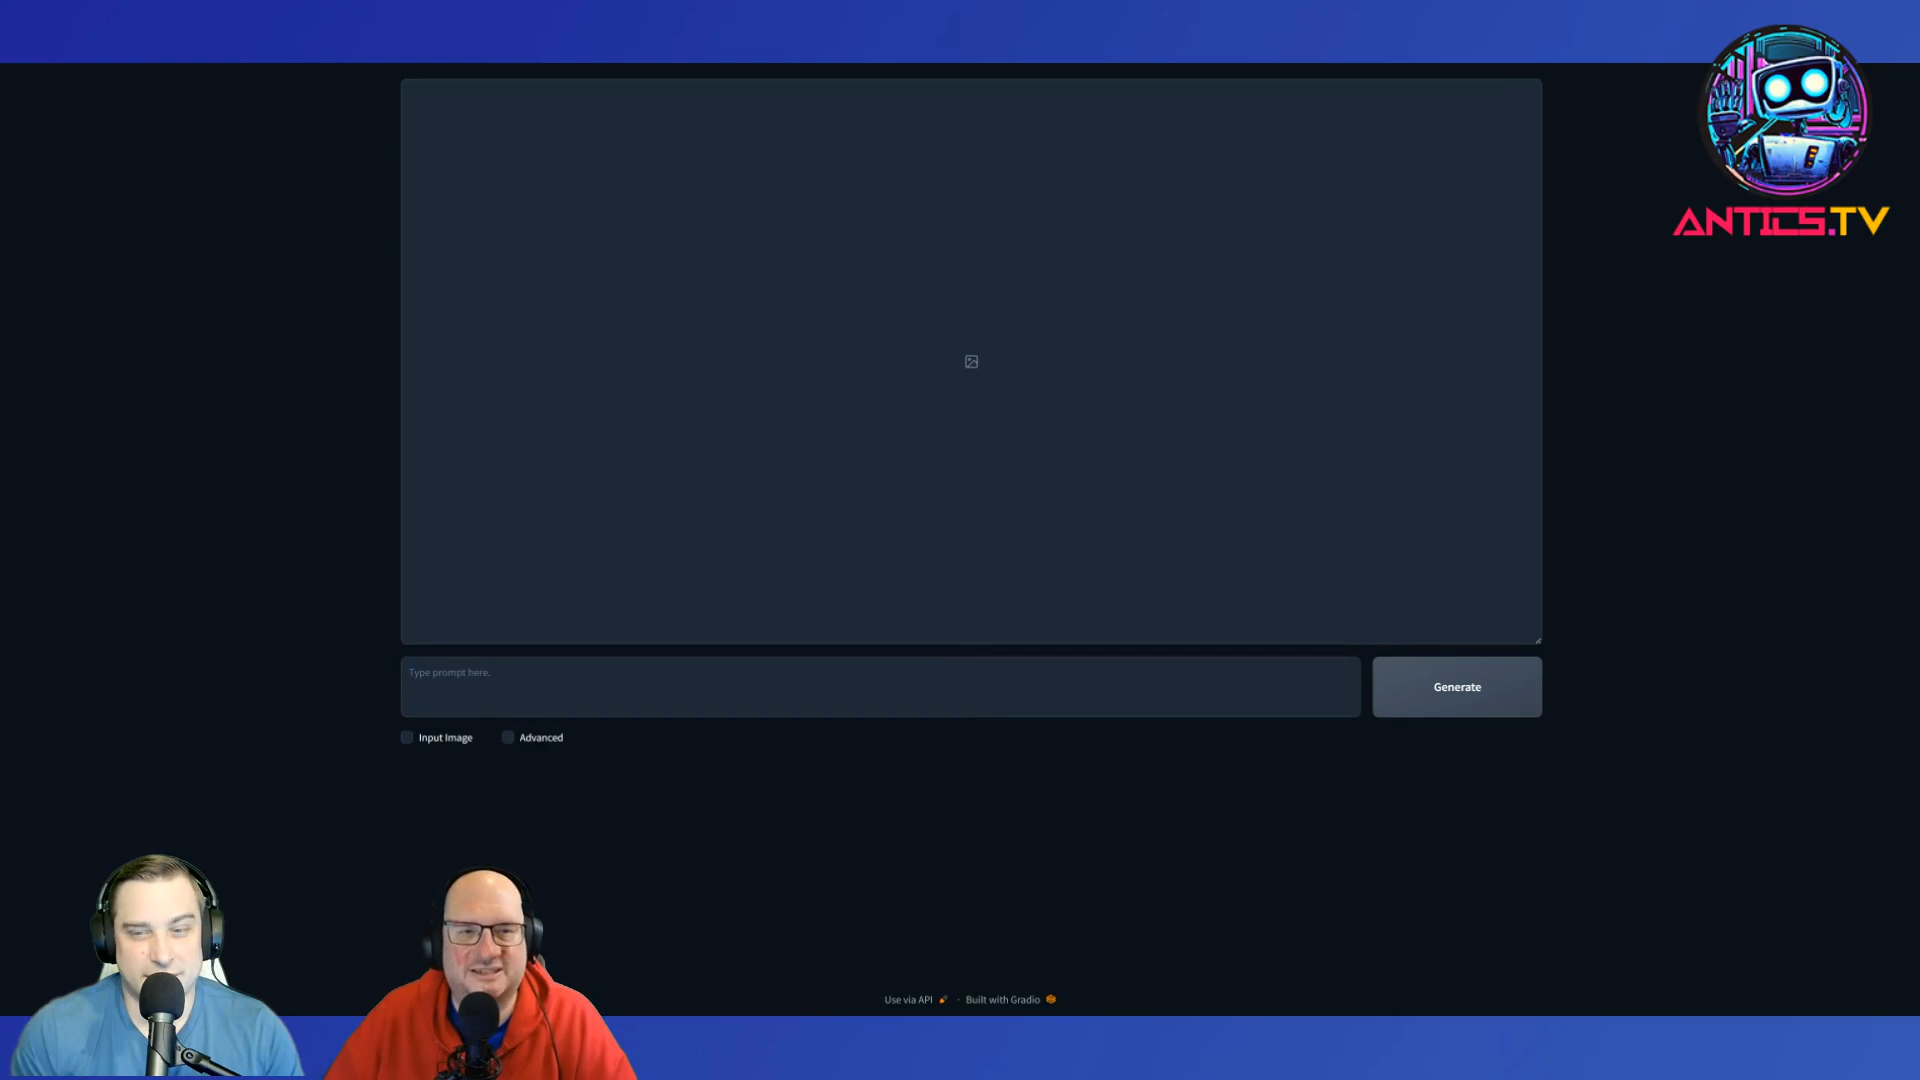 ANTICS.TV
Type prompt here.
Generate
Input Image
Advanced
Use via API · Built with Gradio